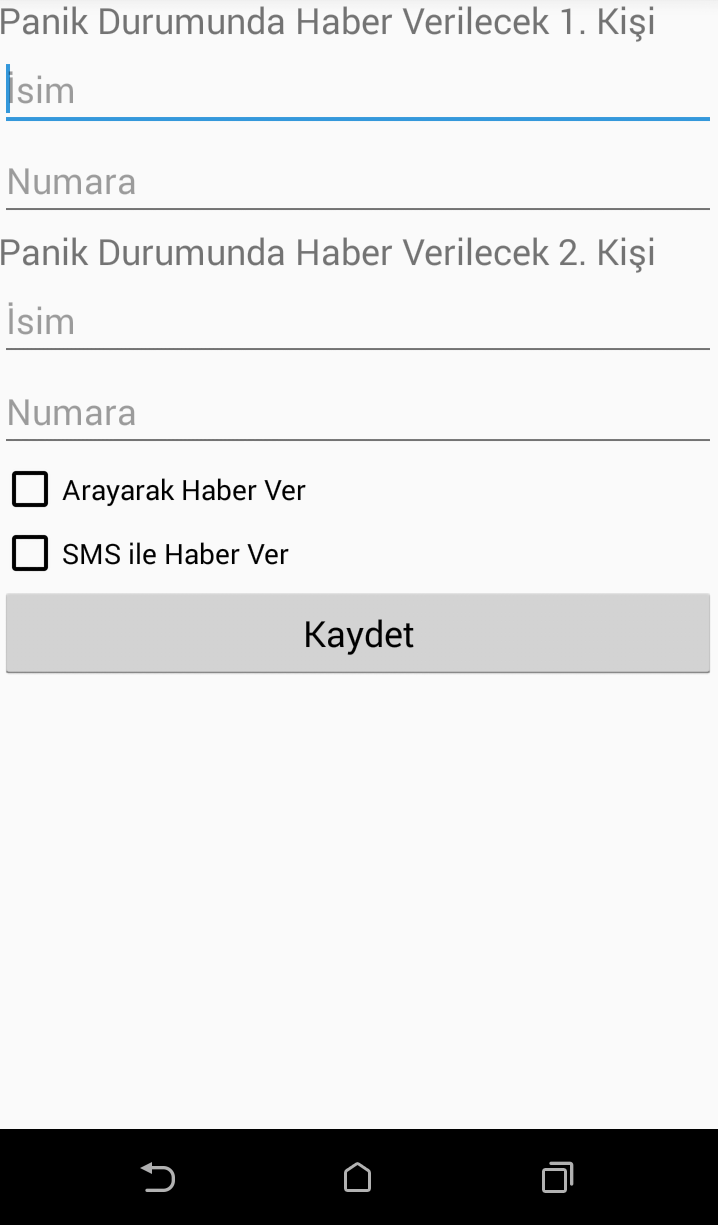 Panik Durumunda Haber Verilecek 1. Kişi
İsim
Numara
Panik Durumunda Haber Verilecek 2. Kişi
İsim
Numara
Arayarak Haber Ver
SMS ile Haber Ver
Kaydet